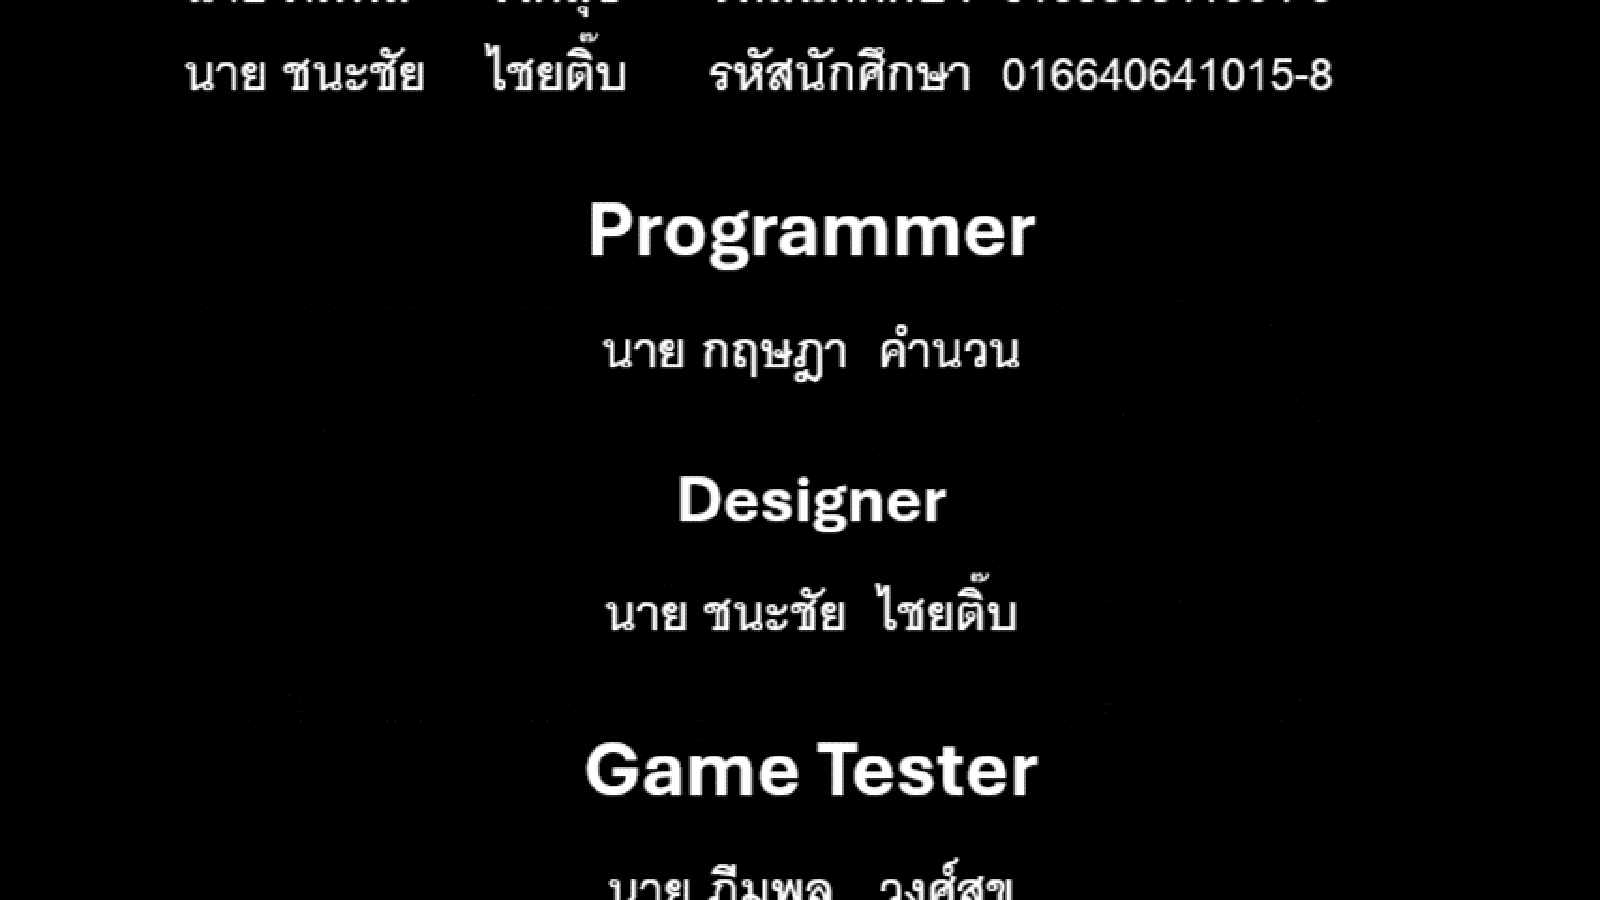 นาย ชนะชัย ไชยติ๊บ รหัสนักศึกษา 016640641015-8
Programmer
นาย กฤษฎา คำนวน
Designer
นาย ชนะชัย ไชยติ๊บ
Game Tester
นาย ภีมพล วงศ์สุข